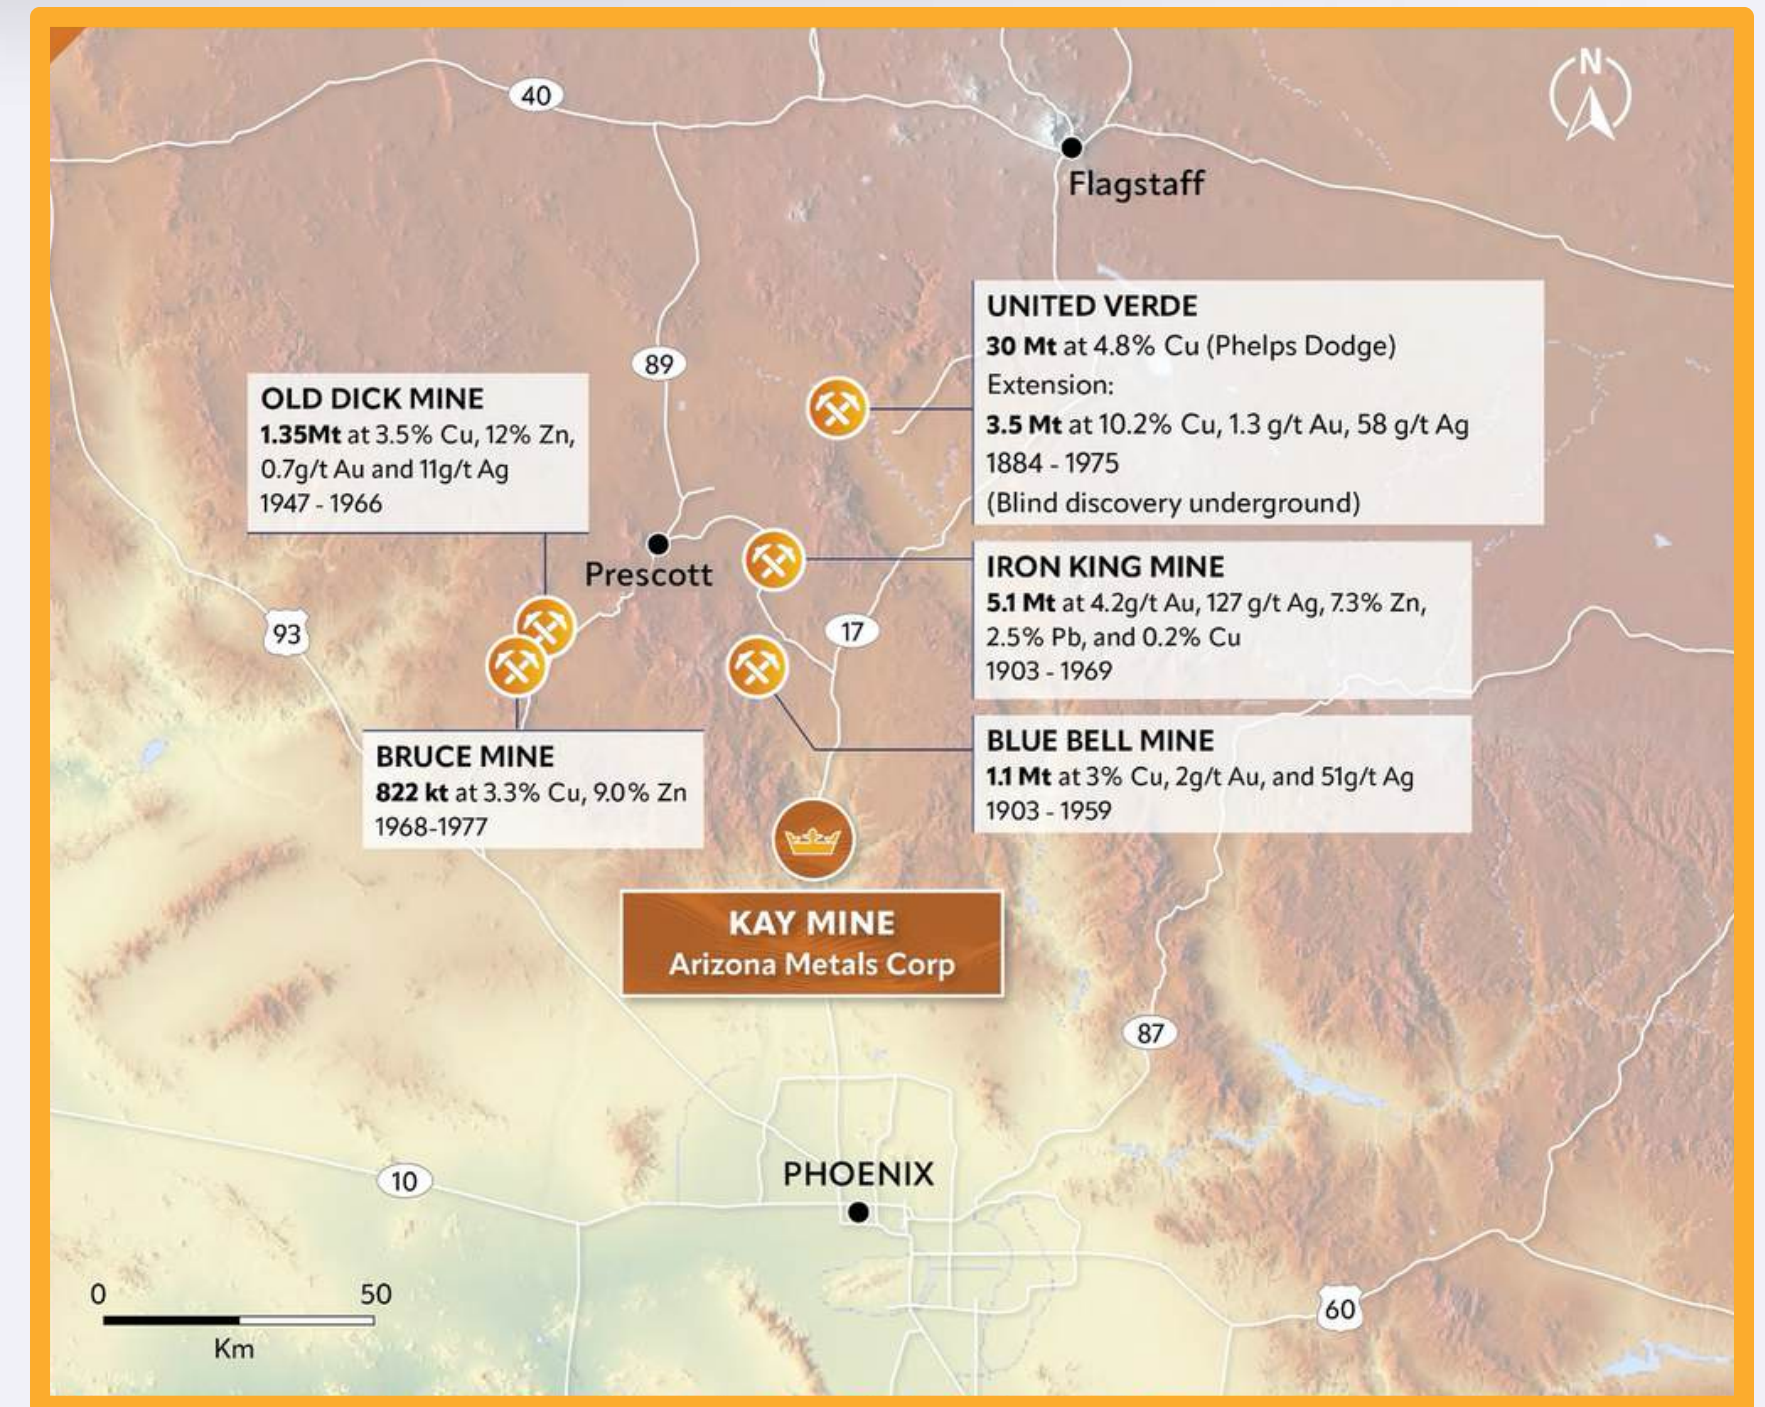 N
40
Flagstaff
UNITED VERDE
30 Mt at 4.8% Cu (Phelps Dodge)
Extension:
3.5 Mt at 10.2% Cu, 1.3 g/t Au, 58 g/t Ag
1884 - 1975
(Blind discovery underground)
89
OLD DICK MINE
1.35Mt at 3.5% Cu, 12% Zn,
0.7g/t Au and 11g/t Ag
1947 - 1966
Prescott
IRON KING MINE
5.1 Mt at 4.2g/t Au, 127 g/t Ag, 7.3% Zn,
2.5% Pb, and 0.2% Cu
1903 - 1969
93
17
BRUCE MINE
822 kt at 3.3% Cu, 9.0% Zn
1968-1977
BLUE BELL MINE
1.1 Mt at 3% Cu, 2g/t Au, and 51g/t Ag
1903 - 1959
KAY MINE
Arizona Metals Corp
87
PHOENIX
10
0 50
Km
60